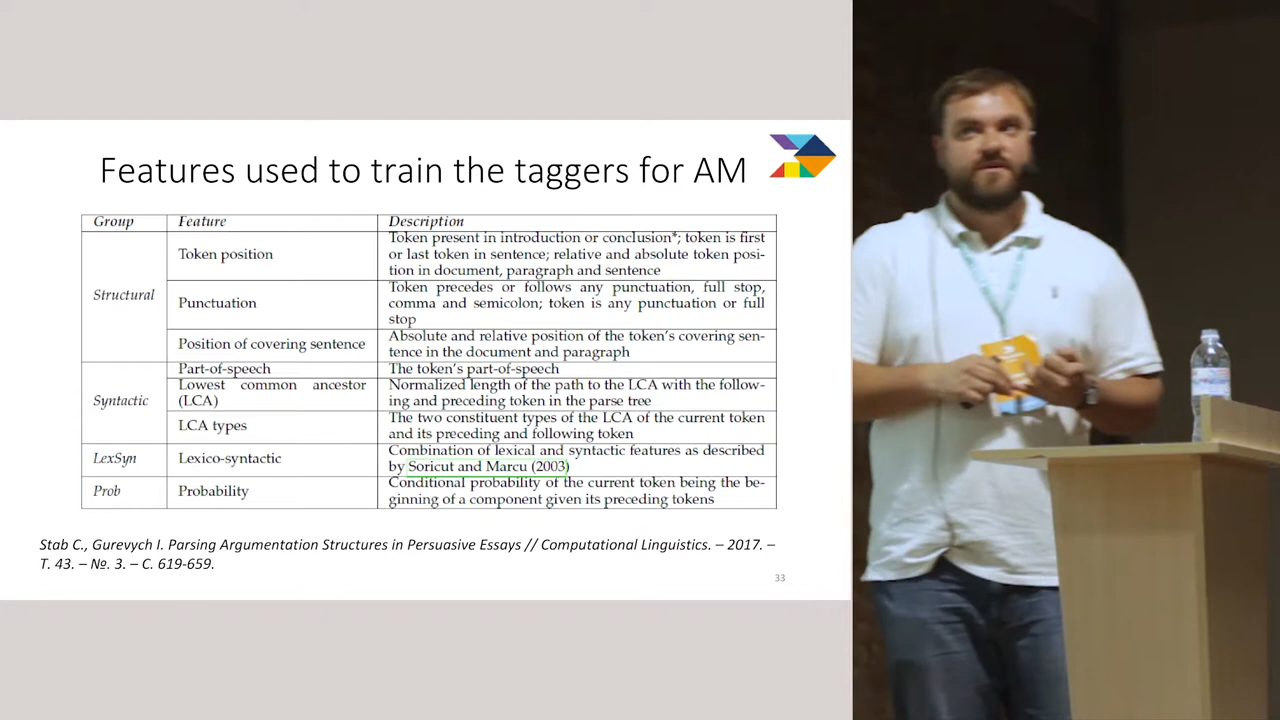 Features used to train the taggers for AM
Group Feature Description
Structural
Token position
Token present in introduction or conclusion*; token is first
or last token in sentence; relative and absolute token posi-
tion in document, paragraph and sentence
Punctuation
Token precedes or follows any punctuation, full stop,
comma and semicolon; token is any punctuation or full
stop
Position of covering sentence
Absolute and relative position of the token's covering sen-
tence in the document and paragraph
Syntactic
Part-of-speech
The token's part-of-speech
Lowest common ancestor
(LCA)
Normalized length of the path to the LCA with the follow-
ing and preceding token in the parse tree
LCA types
The two constituent types of the LCA of the current token
and its preceding and following token
LexSyn
Lexico-syntactic
Combination of lexical and syntactic features as described
by Soricut and Marcu (2003)
Prob
Probability
Conditional probability of the current token being the be-
ginning of a component given its preceding tokens
Stab C., Gurevych I. Parsing Argumentation Structures in Persuasive Essays // Computational Linguistics. – 2017. –
T. 43. – №. 3. – С. 619-659.
33